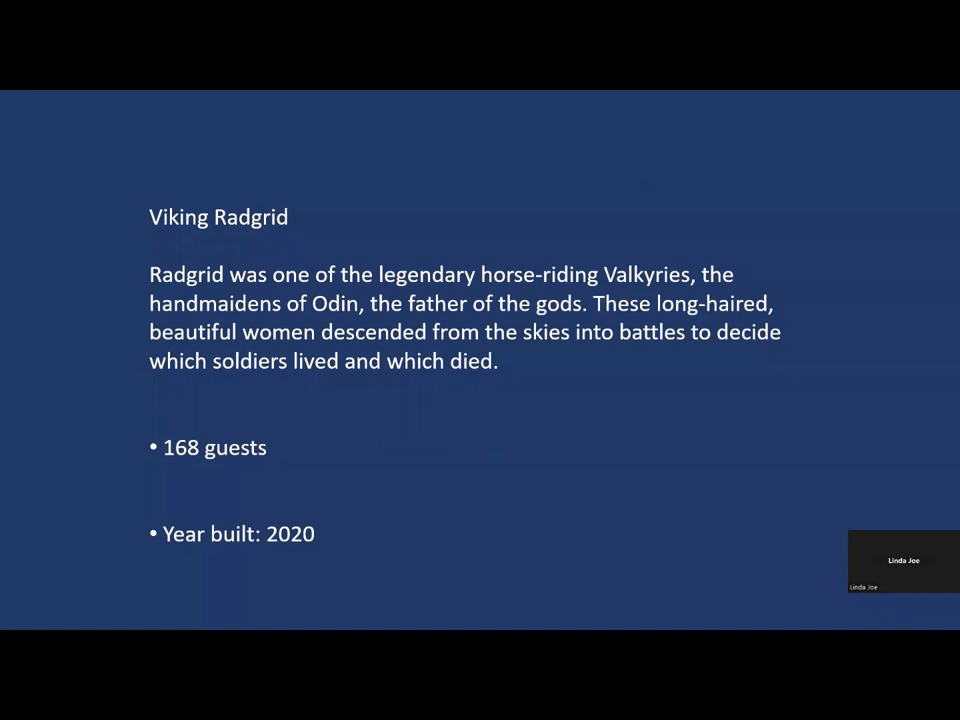 Viking Radgrid
Radgrid was one of the legendary horse-riding Valkyries, the
handmaidens of Odin, the father of the gods. These long-haired,
beautiful women descended from the skies into battles to decide
which soldiers lived and which died.
• 168 guests
• Year built: 2020
Linda Joe
Linda Joe